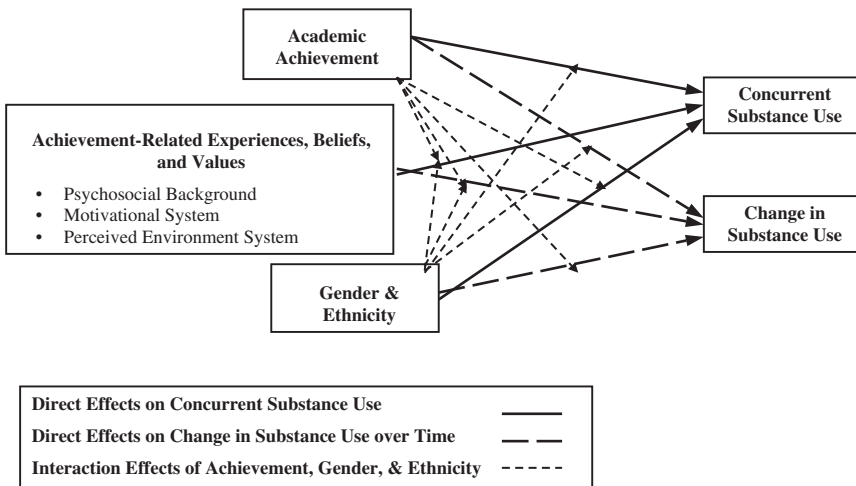 Academic
Achievement
Concurrent
Substance Use
Achievement-Related Experiences, Beliefs,
and Values
• Psychosocial Background
• Motivational System
• Perceived Environment System
Change in
Substance Use
Gender &
Ethnicity
Direct Effects on Concurrent Substance Use
Direct Effects on Change in Substance Use over Time
Interaction Effects of Achievement, Gender, & Ethnicity